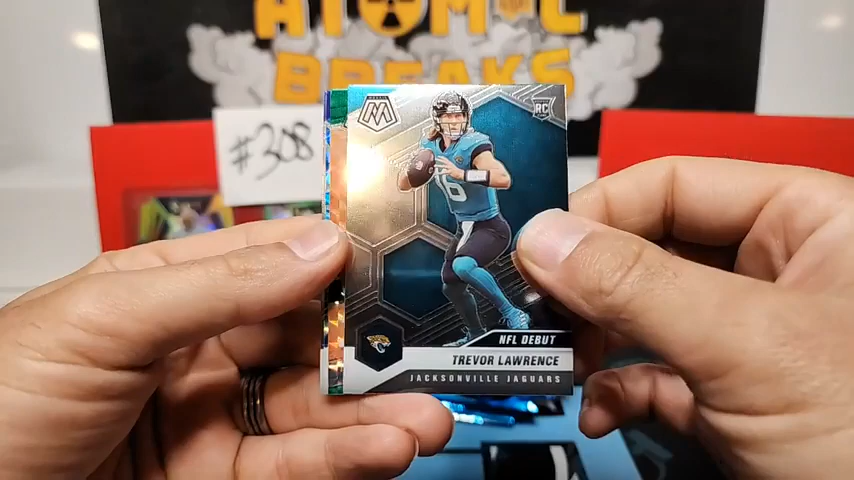 ATOMIC
BREAKS
#308
MOSAIC
RC
16
NFL DEBUT
TREVOR LAWRENCE
JACKSONVILLE JAGUARS